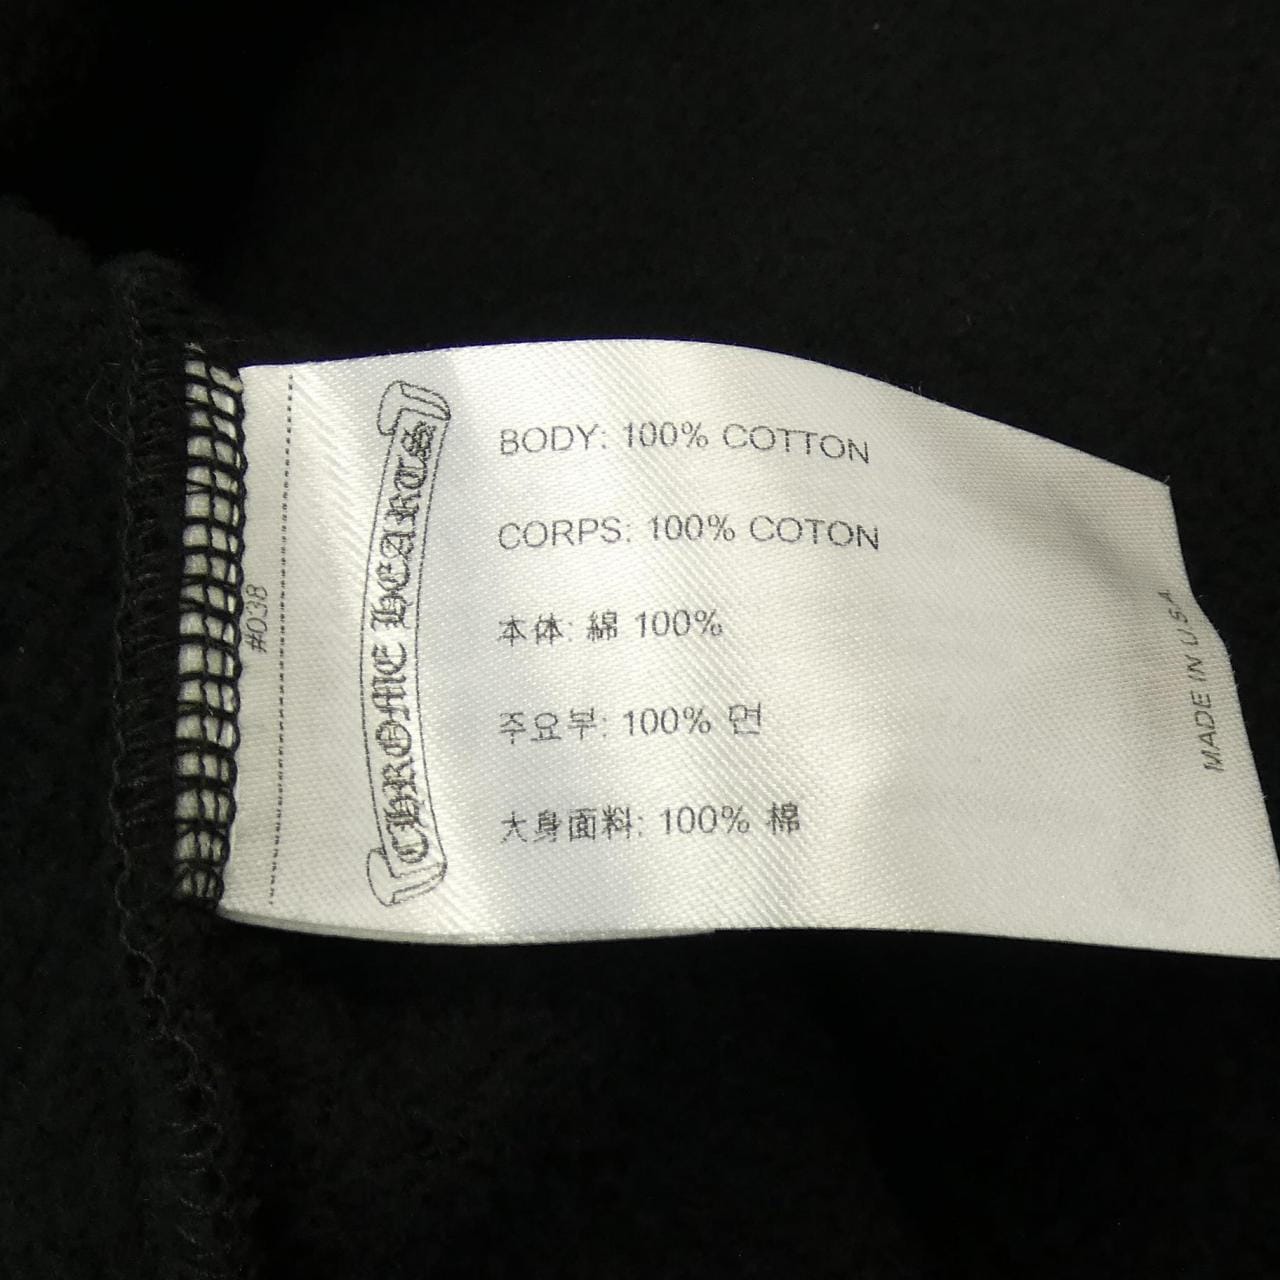 #038
CHROME HEARTS
BODY: 100% COTTON
CORPS: 100% COTON
本体: 綿 100%
주요부: 100% 면
大身面料: 100% 棉
MADE IN USA